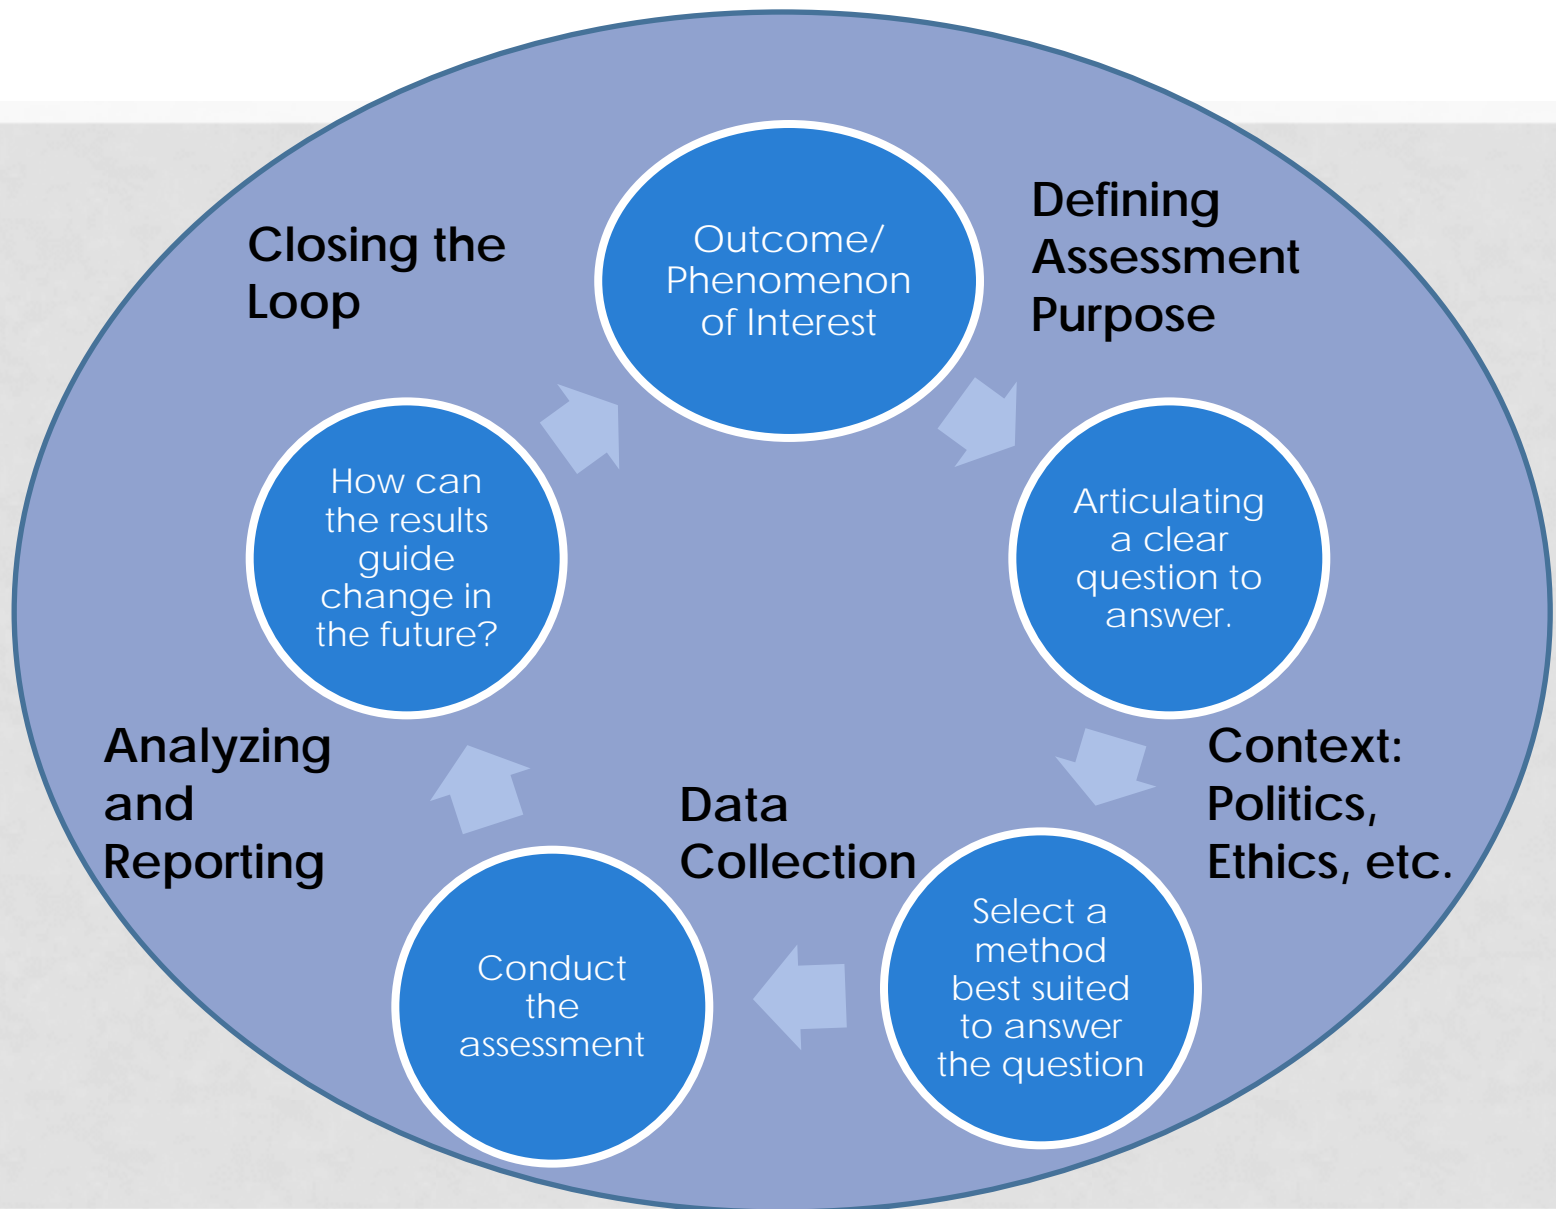 Outcome/
Phenomenon
of Interest
Defining
Assessment
Purpose
Articulating
a clear
question to
answer.
Context:
Politics,
Ethics, etc.
Select a
method
best suited
to answer
the question
Data
Collection
Conduct
the
assessment
Analyzing
and
Reporting
How can
the results
guide
change in
the future?
Closing the
Loop